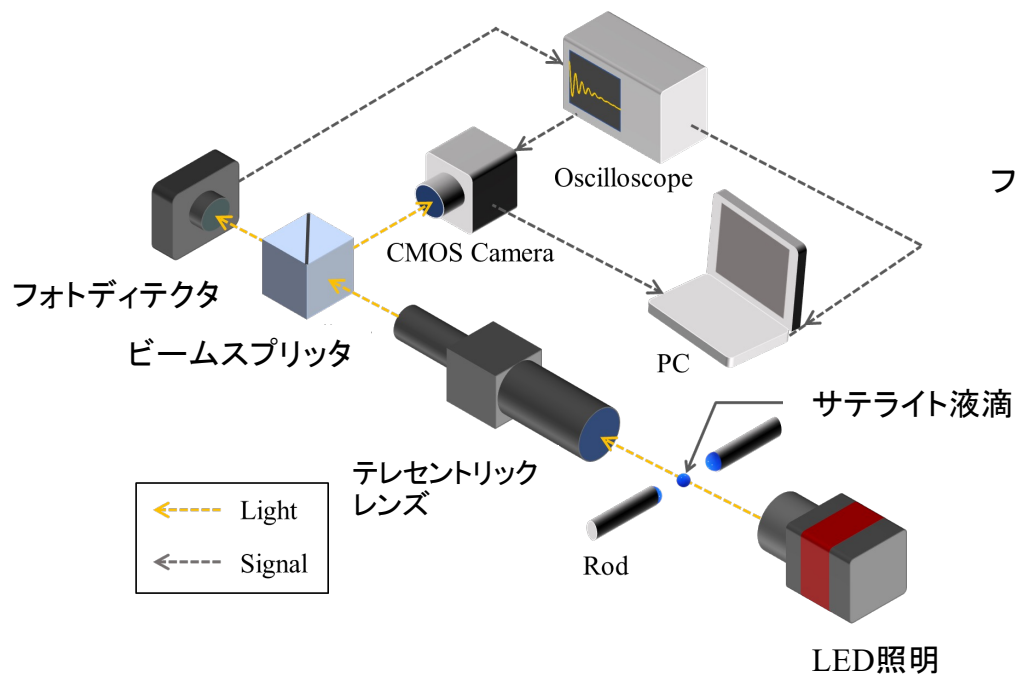 Oscilloscope
フ
CMOS Camera
フォトディテクタ
ビームスプリッタ
PC
サテライト液滴
テレセントリック
レンズ
Light
Signal
Rod
LED照明